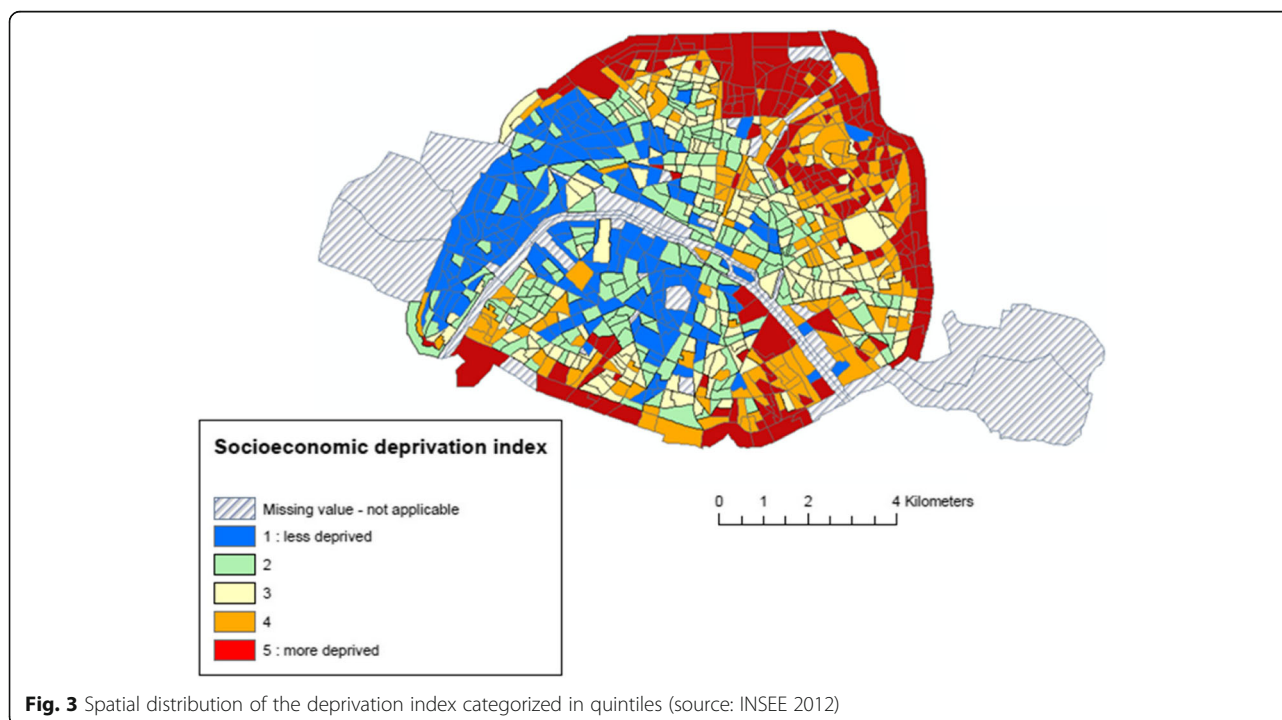 Socioeconomic deprivation index
Missing value - not applicable
1 : less deprived
2
3
4
5 : more deprived
0 1 2 4 Kilometers
Fig. 3 Spatial distribution of the deprivation index categorized in quintiles (source: INSEE 2012)